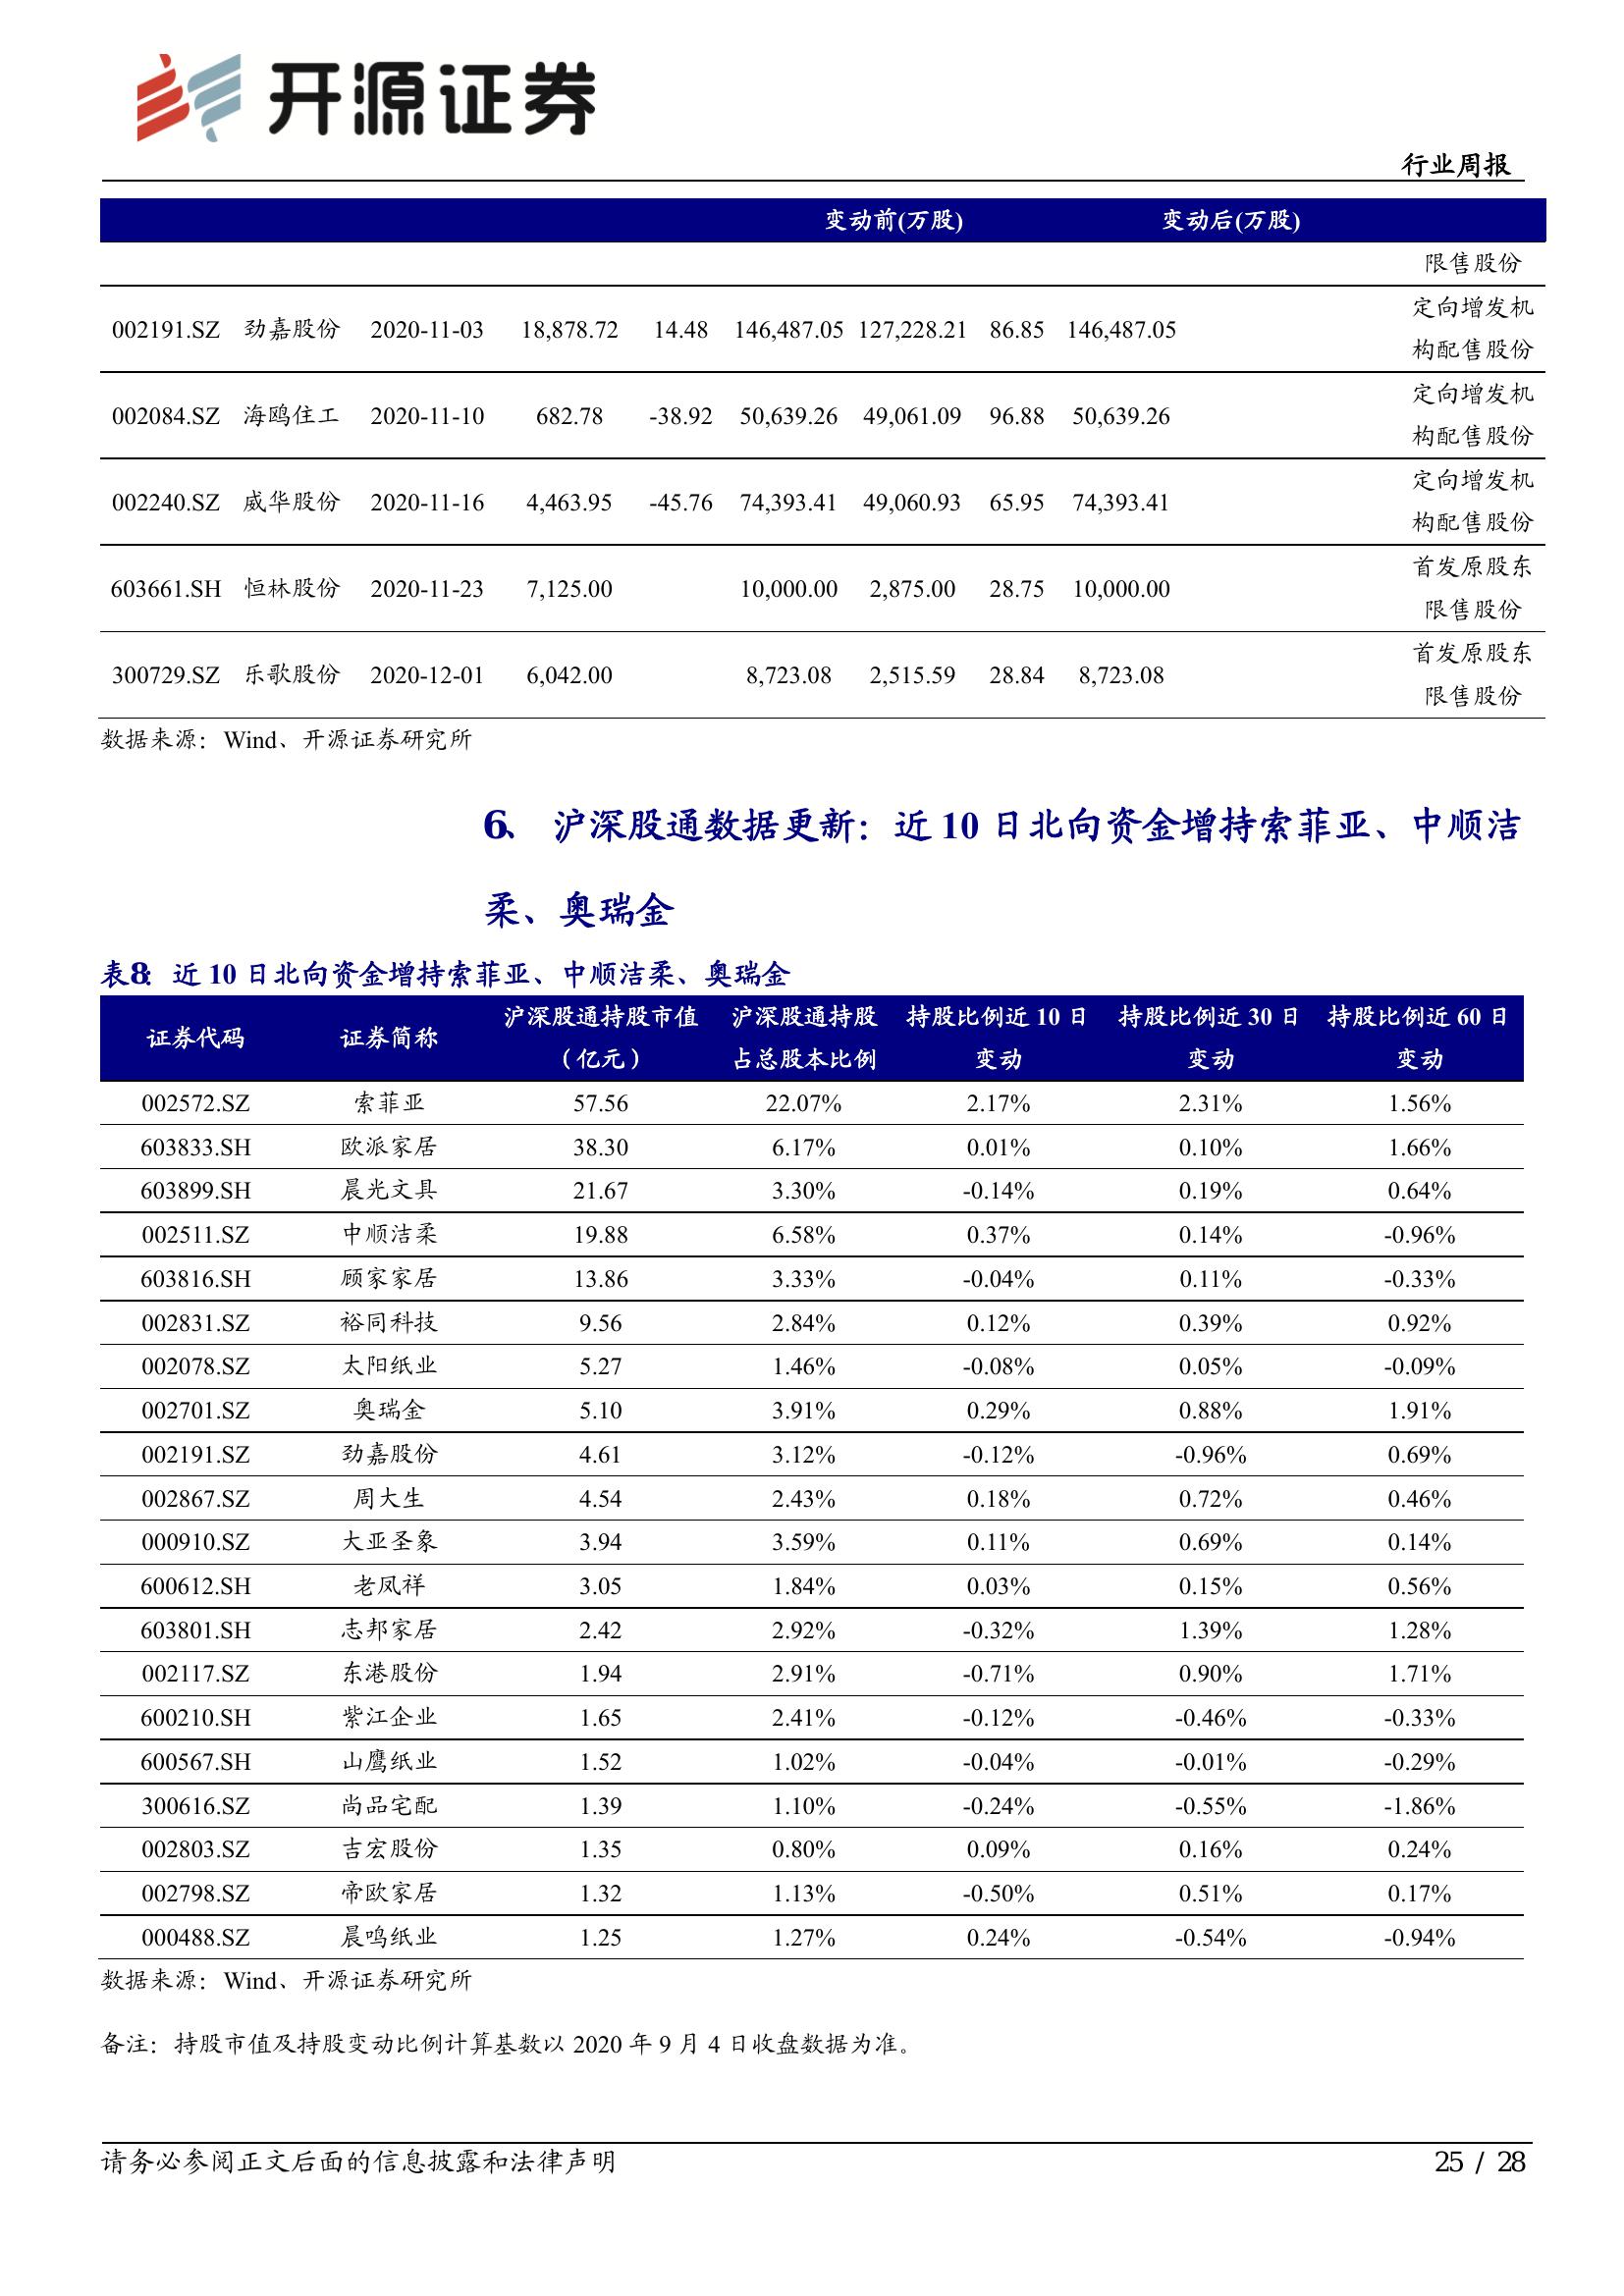 开源证券
行业周报
变动前(万股) 变动后(万股)
限售股份
002191.SZ 劲嘉股份 2020-11-03 18,878.72 14.48 146,487.05 127,228.21 86.85 146,487.05 定向增发机
构配售股份
002084.SZ 海鸥住工 2020-11-10 682.78 -38.92 50,639.26 49,061.09 96.88 50,639.26 定向增发机
构配售股份
002240.SZ 威华股份 2020-11-16 4,463.95 -45.76 74,393.41 49,060.93 65.95 74,393.41 定向增发机
构配售股份
603661.SH 恒林股份 2020-11-23 7,125.00 10,000.00 2,875.00 28.75 10,000.00 首发原股东
限售股份
300729.SZ 乐歌股份 2020-12-01 6,042.00 8,723.08 2,515.59 28.84 8,723.08 首发原股东
限售股份
数据来源：Wind、开源证券研究所
6、 沪深股通数据更新：近 10 日北向资金增持索菲亚、中顺洁
柔、奥瑞金
表8：近 10 日北向资金增持索菲亚、中顺洁柔、奥瑞金
证券代码 证券简称 沪深股通持股市值 沪深股通持股 持股比例近 10 日 持股比例近 30 日 持股比例近 60 日
（亿元） 占总股本比例 变动 变动 变动
002572.SZ 索菲亚 57.56 22.07% 2.17% 2.31% 1.56%
603833.SH 欧派家居 38.30 6.17% 0.01% 0.10% 1.66%
603899.SH 晨光文具 21.67 3.30% -0.14% 0.19% 0.64%
002511.SZ 中顺洁柔 19.88 6.58% 0.37% 0.14% -0.96%
603816.SH 顾家家居 13.86 3.33% -0.04% 0.11% -0.33%
002831.SZ 裕同科技 9.56 2.84% 0.12% 0.39% 0.92%
002078.SZ 太阳纸业 5.27 1.46% -0.08% 0.05% -0.09%
002701.SZ 奥瑞金 5.10 3.91% 0.29% 0.88% 1.91%
002191.SZ 劲嘉股份 4.61 3.12% -0.12% -0.96% 0.69%
002867.SZ 周大生 4.54 2.43% 0.18% 0.72% 0.46%
000910.SZ 大亚圣象 3.94 3.59% 0.11% 0.69% 0.14%
600612.SH 老凤祥 3.05 1.84% 0.03% 0.15% 0.56%
603801.SH 志邦家居 2.42 2.92% -0.32% 1.39% 1.28%
002117.SZ 东港股份 1.94 2.91% -0.71% 0.90% 1.71%
600210.SH 紫江企业 1.65 2.41% -0.12% -0.46% -0.33%
600567.SH 山鹰纸业 1.52 1.02% -0.04% -0.01% -0.29%
300616.SZ 尚品宅配 1.39 1.10% -0.24% -0.55% -1.86%
002803.SZ 吉宏股份 1.35 0.80% 0.09% 0.16% 0.24%
002798.SZ 帝欧家居 1.32 1.13% -0.50% 0.51% 0.17%
000488.SZ 晨鸣纸业 1.25 1.27% 0.24% -0.54% -0.94%
数据来源：Wind、开源证券研究所
备注：持股市值及持股变动比例计算基数以 2020 年 9 月 4 日收盘数据为准。
请务必参阅正文后面的信息披露和法律声明 25 / 28